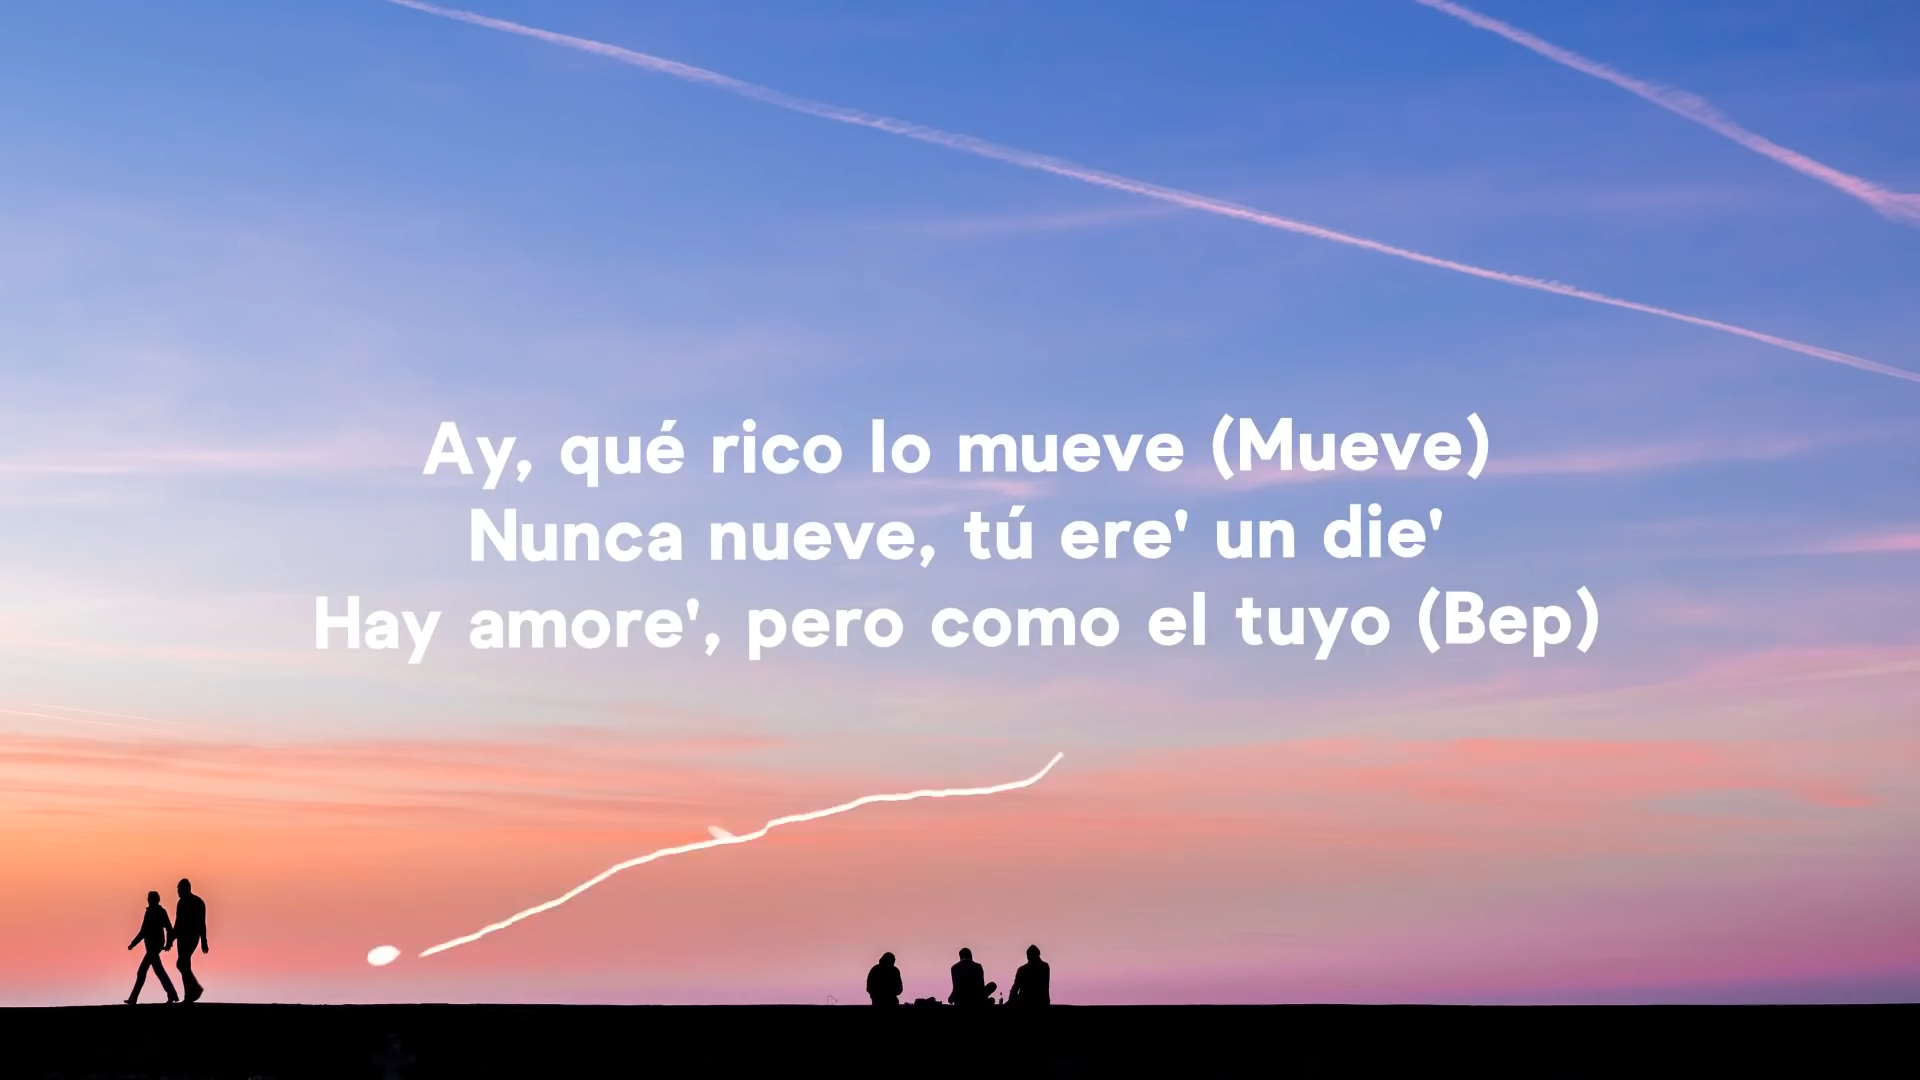 Ay, qué rico lo mueve (Mueve)
Nunca nueve, tú ere' un die'
Hay amore', pero como el tuyo (Bep)